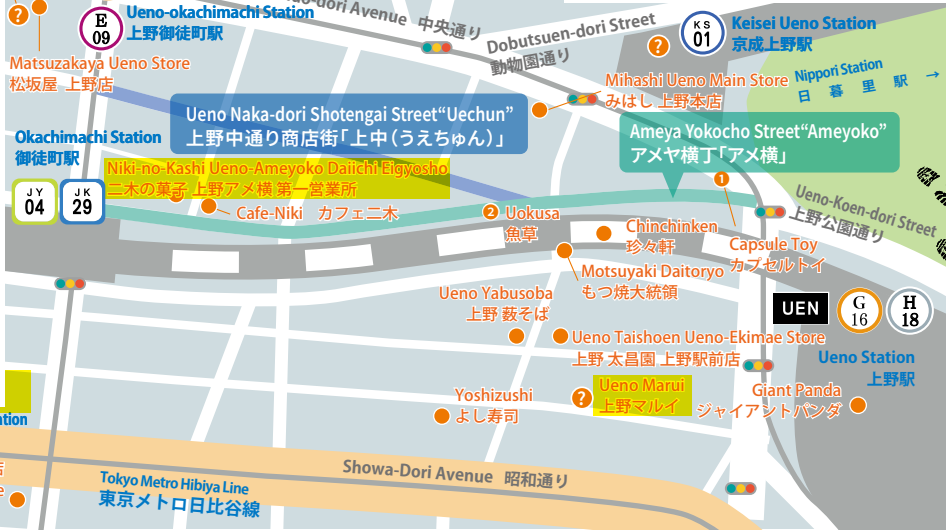 Ueno-okachimachi Station
上野御徒町駅
E
09
?
Matsuzakaya Ueno Store
松坂屋 上野店
-dori Avenue 中央通り
Dobutsuen-dori Street
動物園通り
KS
01
Keisei Ueno Station
京成上野駅
?
Nippori Station →
日暮里駅
Mihashi Ueno Main Store
みはし 上野本店
Ueno Naka-dori Shotengai Street“Uechun”
上野中通り商店街「上中（うえちゅん）」
Ameya Yokocho Street“Ameyoko”
アメヤ横丁「アメ横」
Okachimachi Station
御徒町駅
JY
04
JK
29
Niki-no-Kashi Ueno-Ameyoko Daiichi Eigyosho
二木の菓子 上野アメ横 第一営業所
Cafe-Niki カフェ二木
2
Uokusa
魚草
1
Capsule Toy
カプセルトイ
Ueno-Koen-dori Street
上野公園通り
Chinchinken
珍々軒
Motsuyaki Daitoryo
もつ焼大統領
Ueno Yabusoba
上野 藪そば
UEN
G
16
H
18
Ueno Station
上野駅
Ueno Taishoen Ueno-Ekimae Store
上野 太昌園 上野駅前店
Yoshizushi
よし寿司
?
Ueno Marui
上野マルイ
Giant Panda
ジャイアントパンダ
tation
Showa-Dori Avenue 昭和通り
Tokyo Metro Hibiya Line
東京メトロ日比谷線
店
e